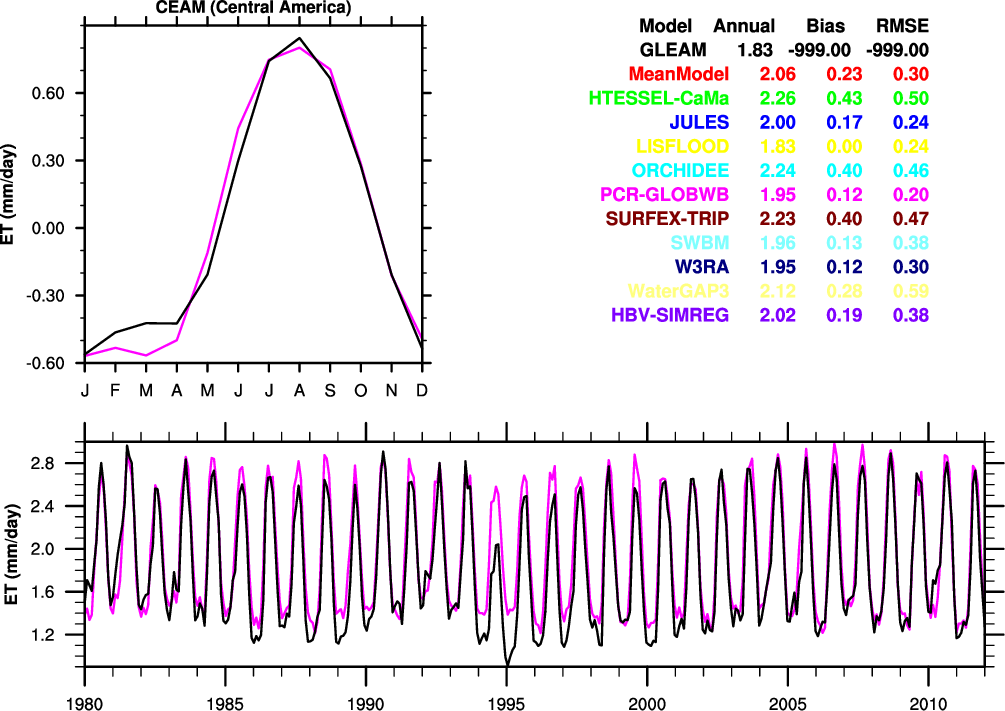 CEAM (Central America)
ET (mm/day)
0.60
0.30
0.00
-0.30
-0.60
J F M A M J J A S O N D
Model Annual Bias RMSE
GLEAM 1.83 -999.00 -999.00
MeanModel 2.06 0.23 0.30
HTESSEL-CaMa 2.26 0.43 0.50
JULES 2.00 0.17 0.24
LISFLOOD 1.83 0.00 0.24
ORCHIDEE 2.24 0.40 0.46
PCR-GLOBWB 1.95 0.12 0.20
SURFEX-TRIP 2.23 0.40 0.47
SWBM 1.96 0.13 0.38
W3RA 1.95 0.12 0.30
WaterGAP3 2.12 0.28 0.59
HBV-SIMREG 2.02 0.19 0.38
ET (mm/day)
2.8
2.4
2.0
1.6
1.2
1980 1985 1990 1995 2000 2005 2010